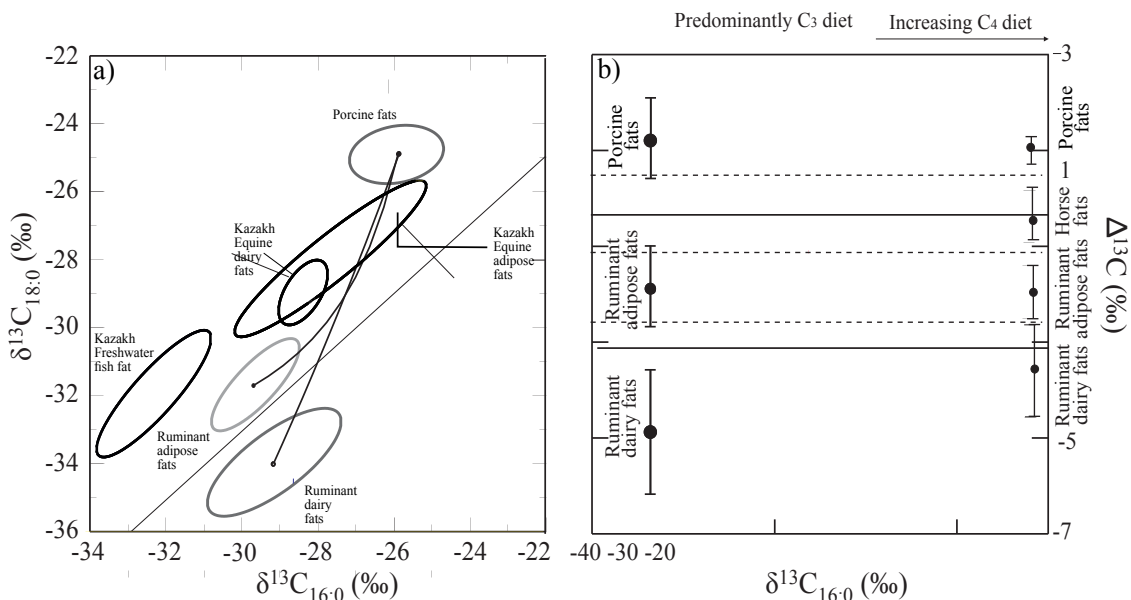 Predominantly C₃ diet
Increasing C₄ diet
a)
-22
-24
-26
-28
-30
-32
-34
-36
δ¹³C₁₈:₀ (‰)
Porcine fats
Kazakh
Equine
dairy
fats
Kazakh
Equine
adipose
fats
Kazakh
Freshwater
fish fat
Ruminant
adipose
fats
Ruminant
dairy
fats
-34
-32
-30
-28
-26
-24
-22
δ¹³C₁₆:₀ (‰)
b)
Porcine
fats
Ruminant
adipose fats
Ruminant
dairy fats
Porcine
fats
Horse
fats
Ruminant
adipose fats
Ruminant
dairy fats
3
1
-5
-7
Δ¹³C (‰)
-40 -30 -20
δ¹³C₁₆:₀ (‰)